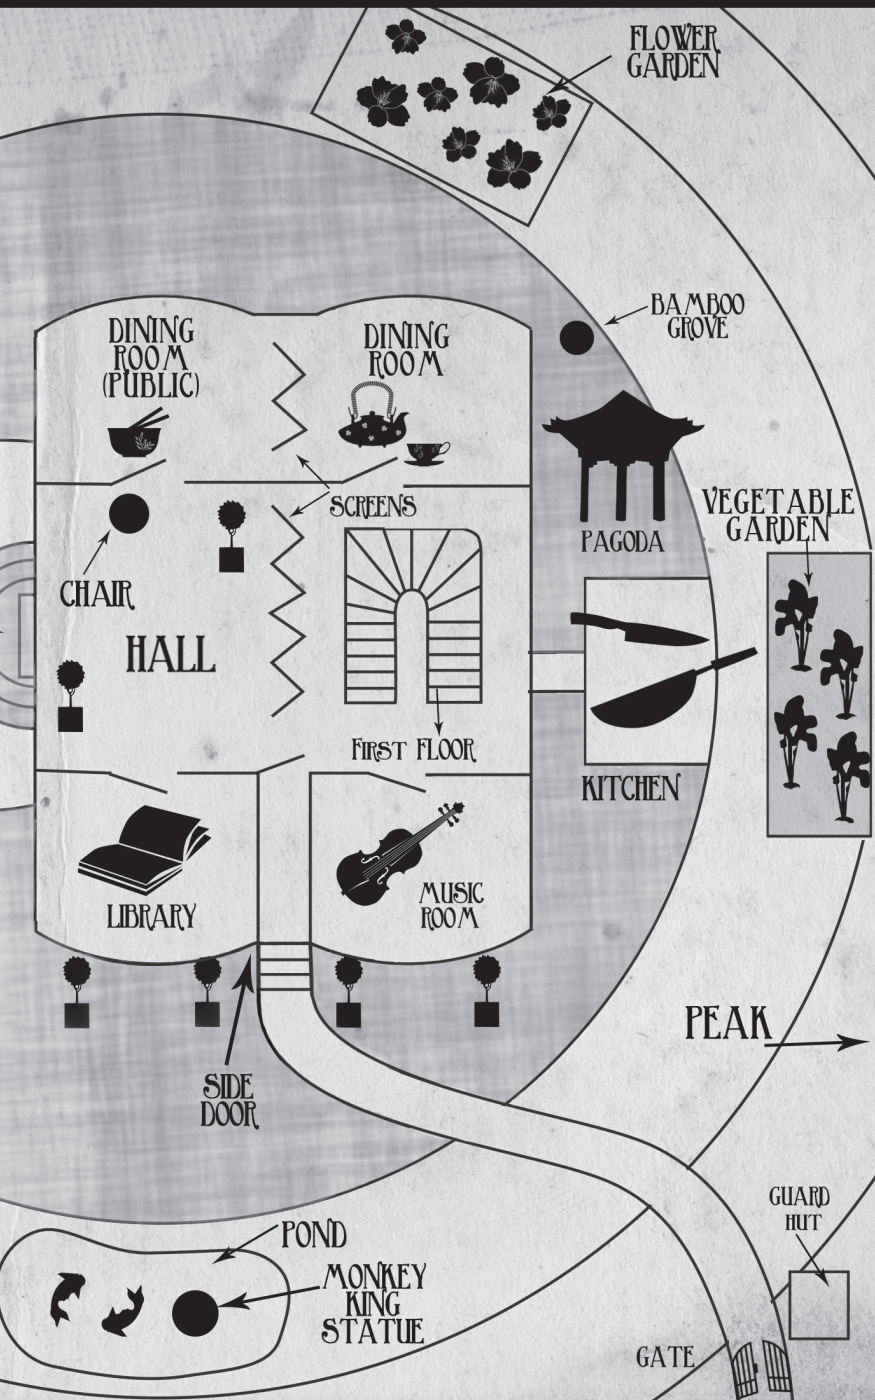 FLOWER
GARDEN
BAMBOO
GROVE
DINING
ROOM
(PUBLIC)
DINING
ROOM
SCREENS
PAGODA
VEGETABLE
GARDEN
CHAIR
HALL
FIRST FLOOR
KITCHEN
LIBRARY
MUSIC
ROOM
PEAK
SIDE
DOOR
GUARD
HUT
POND
MONKEY
KING
STATUE
GATE